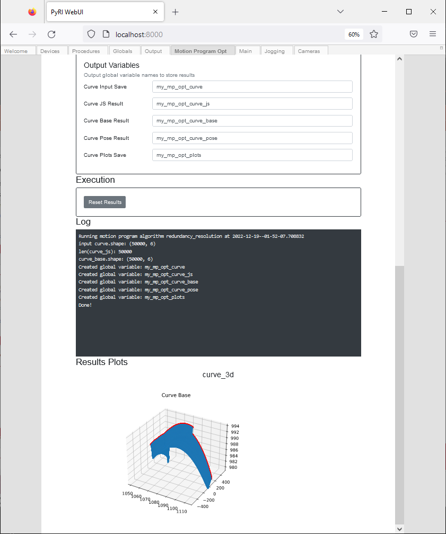 PyRI WebUI
localhost:8000
60%
Welcome Devices Procedures Globals Output Motion Program Opt Main Jogging Cameras
Output Variables
Output global variable names to store results
Curve Input Save my_mp_opt_curve
Curve JS Result my_mp_opt_curve_js
Curve Base Result my_mp_opt_curve_base
Curve Pose Result my_mp_opt_curve_pose
Curve Plots Save my_mp_opt_plots
Execution
Reset Results
Log
Running motion program algorithm redundancy_resolution at 2022-12-19--01-52-07.708832
input curve.shape: (50000, 6)
len(curve_js): 50000
curve_base.shape: (50000, 6)
Created global variable: my_mp_opt_curve
Created global variable: my_mp_opt_curve_js
Created global variable: my_mp_opt_curve_base
Created global variable: my_mp_opt_curve_pose
Created global variable: my_mp_opt_plots
Done!
Results Plots
curve_3d
Curve Base
994
992
990
988
986
984
982
980
400
200
0
−200
−400
1050
1060
1070
1080
1090
1100
1110